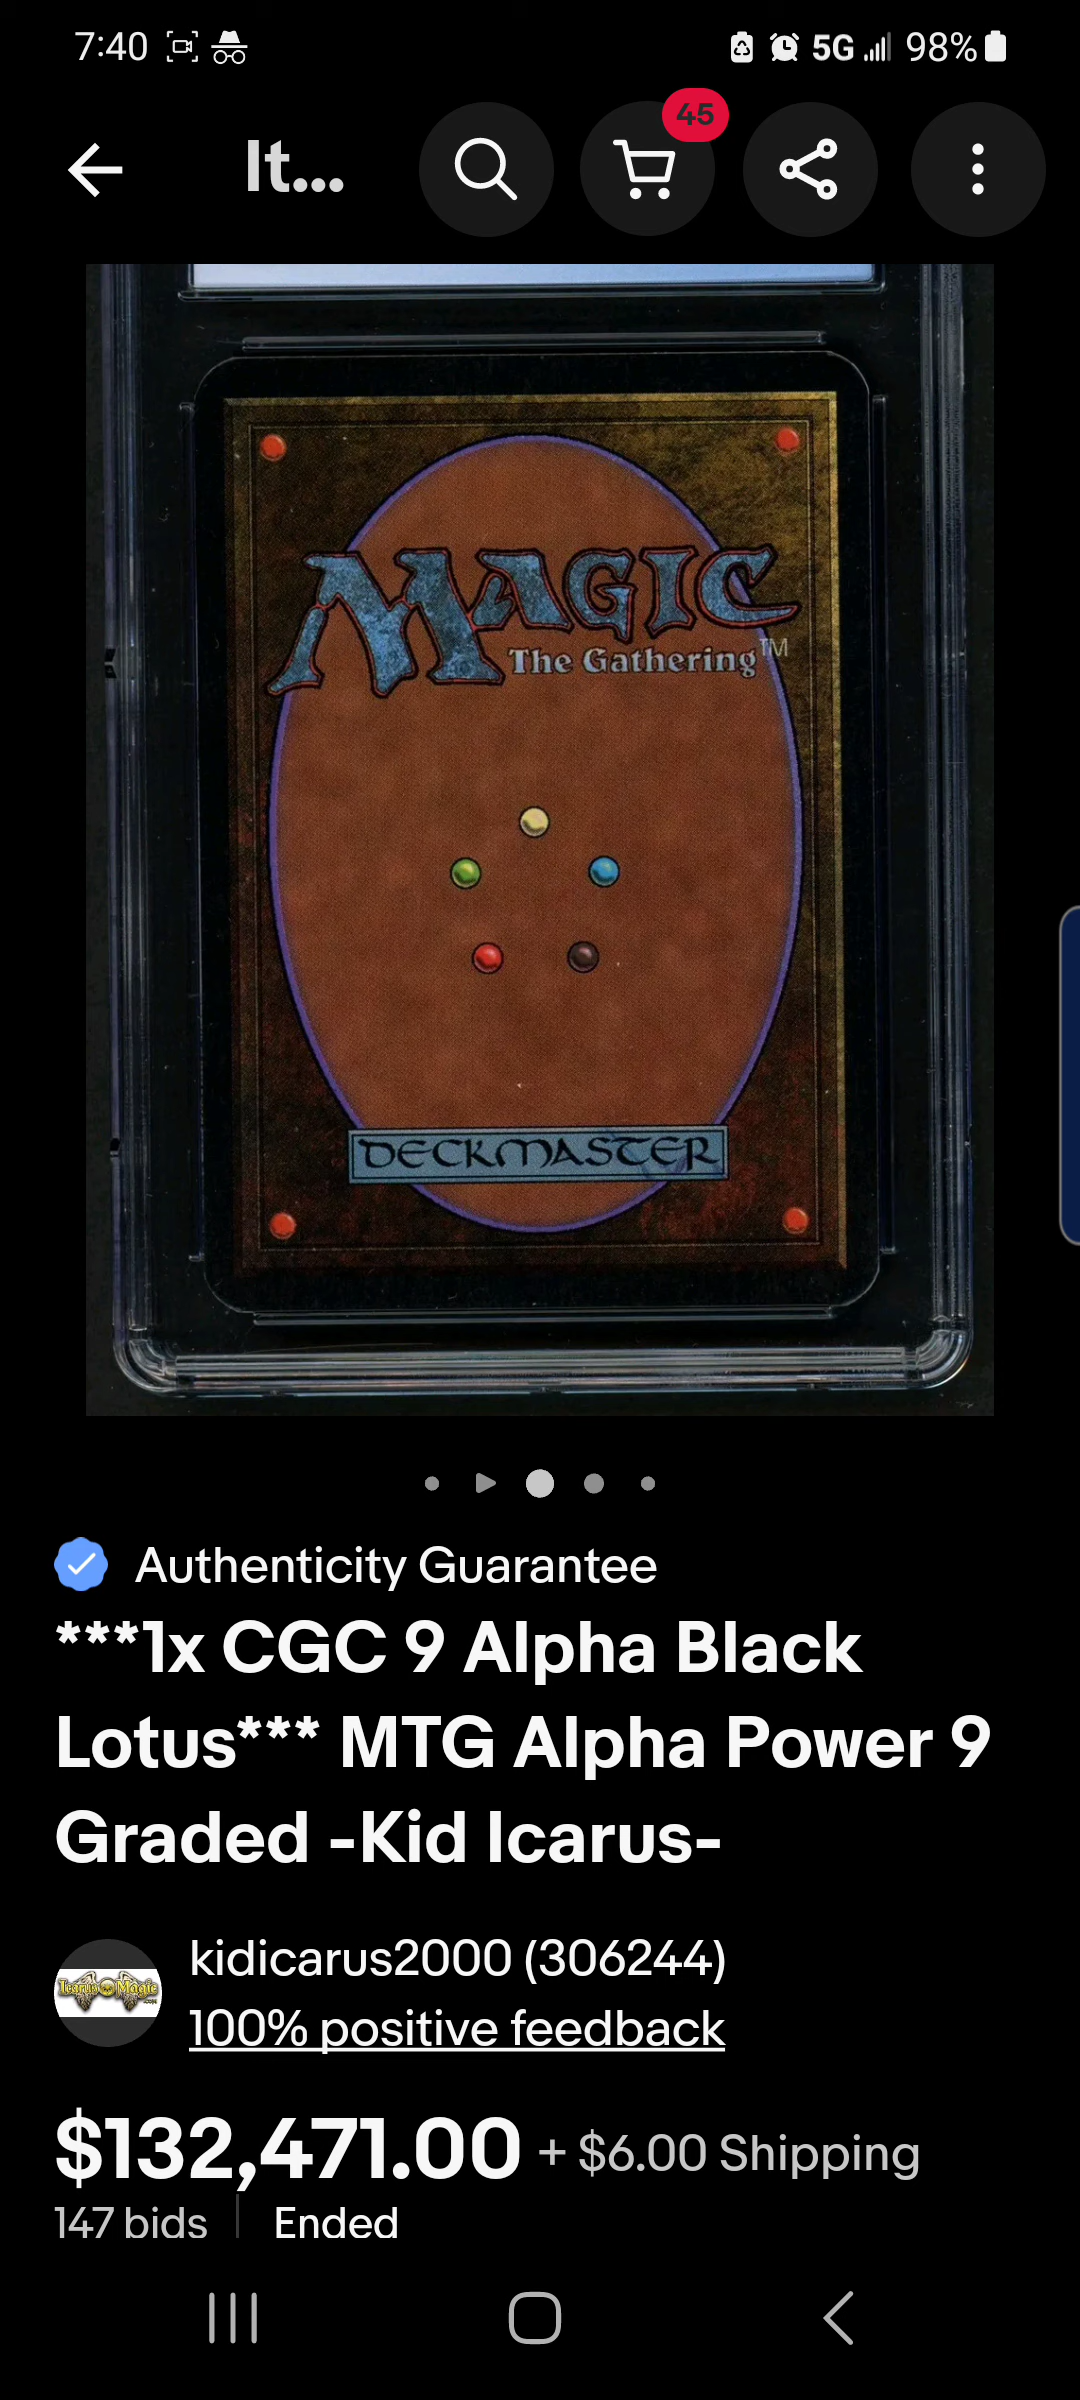 7:40 5G 98%
It... 45
MAGIC
The Gathering™
DECKMASTER
Authenticity Guarantee
***1x CGC 9 Alpha Black
Lotus*** MTG Alpha Power 9
Graded -Kid Icarus-
kidicarus2000 (306244)
Icarus Magic
100% positive feedback
$132,471.00 + $6.00 Shipping
147 bids Ended